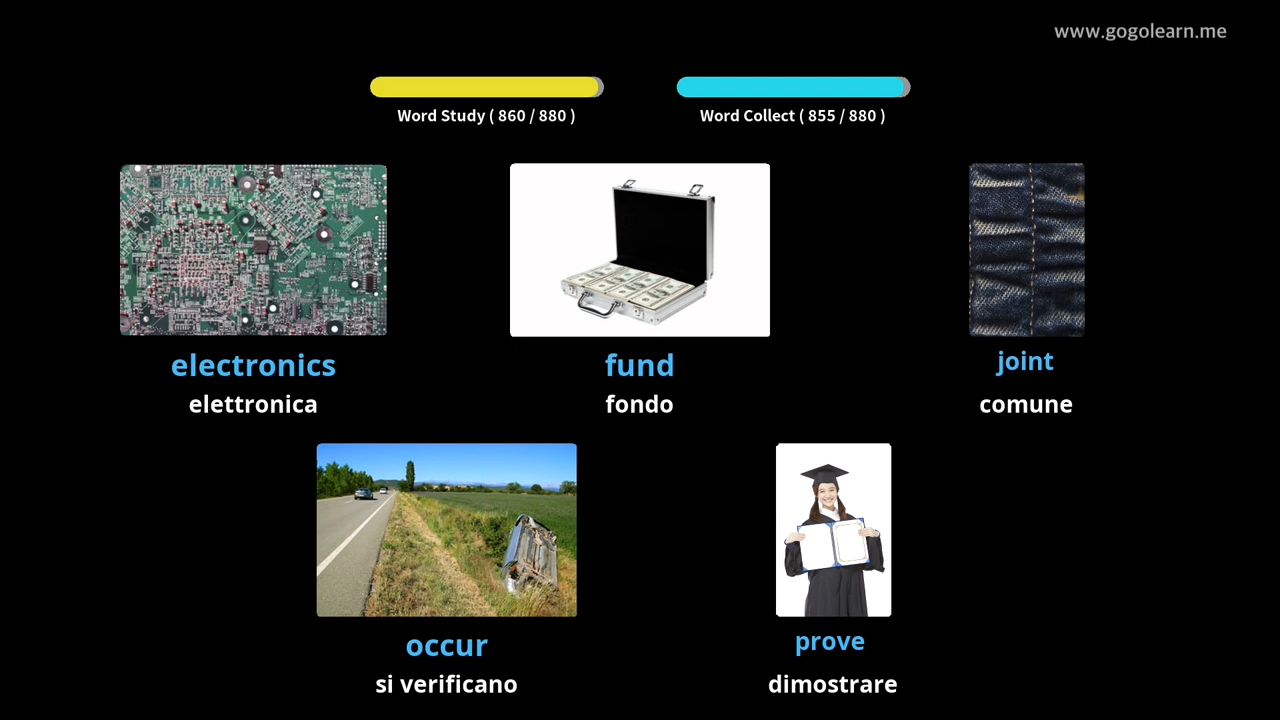 www.gogolearn.me
Word Study ( 860 / 880 )
Word Collect ( 855 / 880 )
electronics
elettronica
fund
fondo
joint
comune
occur
si verificano
prove
dimostrare